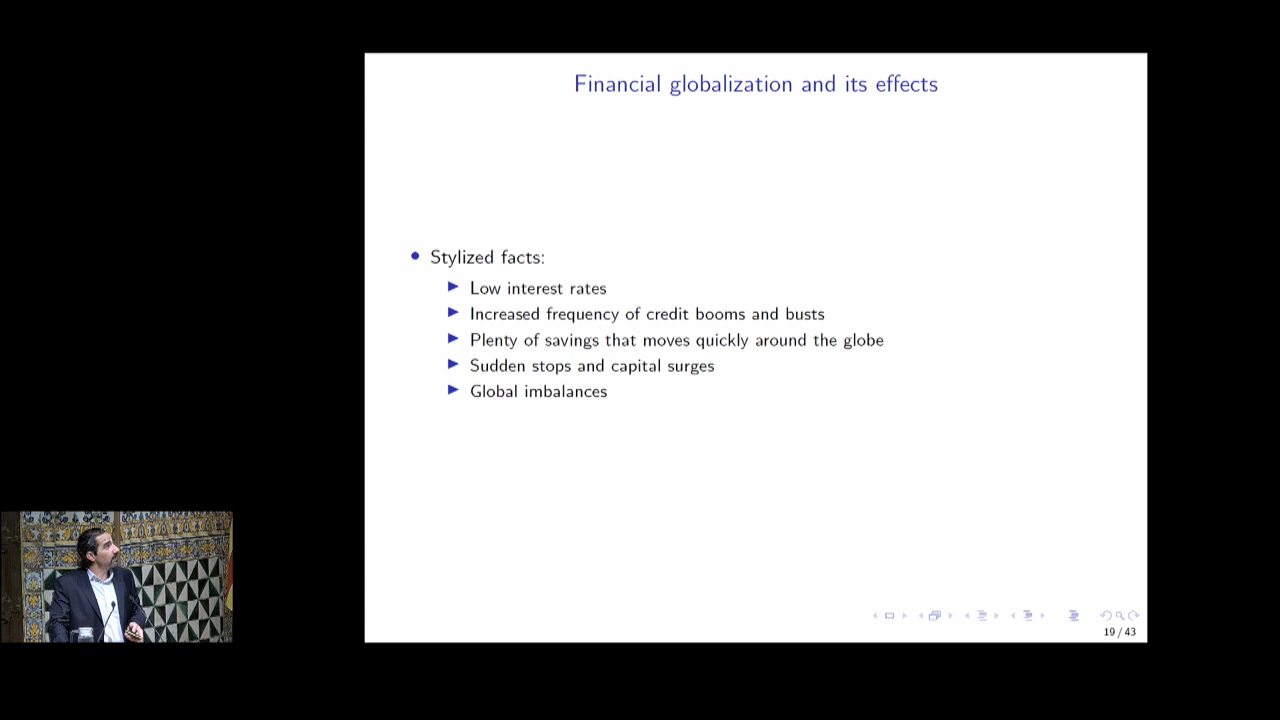 Financial globalization and its effects
Stylized facts:
Low interest rates
Increased frequency of credit booms and busts
Plenty of savings that moves quickly around the globe
Sudden stops and capital surges
Global imbalances
19 / 43